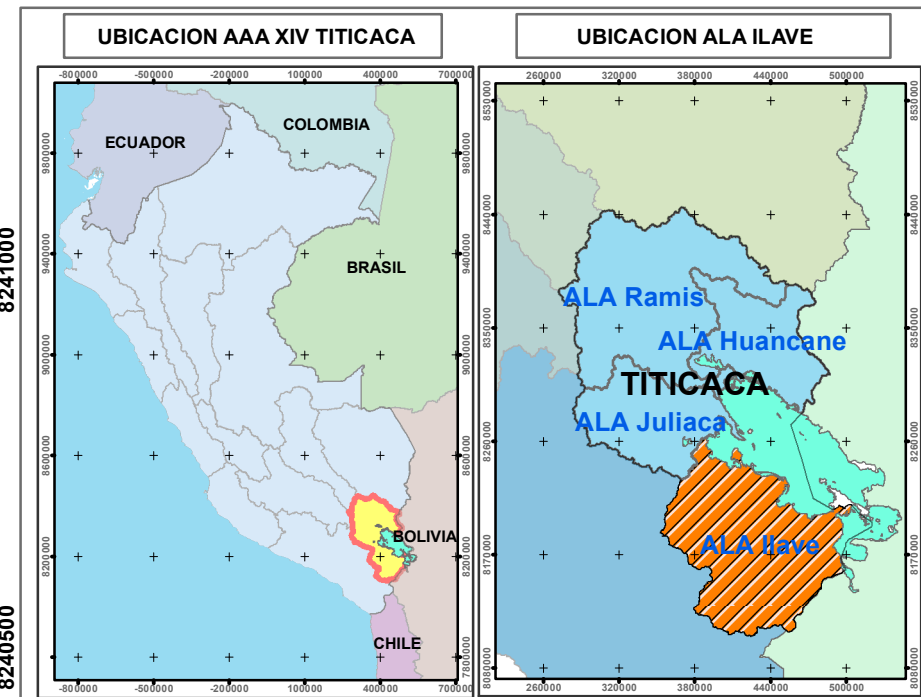 UBICACION AAA XIV TITICACA
UBICACION ALA ILAVE
-800000 -500000 -200000 100000 400000 700000
260000 320000 380000 440000 500000
8241000
8240500
9800000
9400000
9000000
8600000
8200000
7800000
ECUADOR
COLOMBIA
BRASIL
BOLIVIA
CHILE
9800000
9400000
9000000
8600000
8200000
7800000
-800000 -500000 -200000 100000 400000 700000
8530000
8440000
8350000
8260000
8170000
8080000
ALA Ramis
ALA Huancane
TITICACA
ALA Juliaca
ALA Ilave
8530000
8440000
8350000
8260000
8170000
8080000
260000 320000 380000 440000 500000